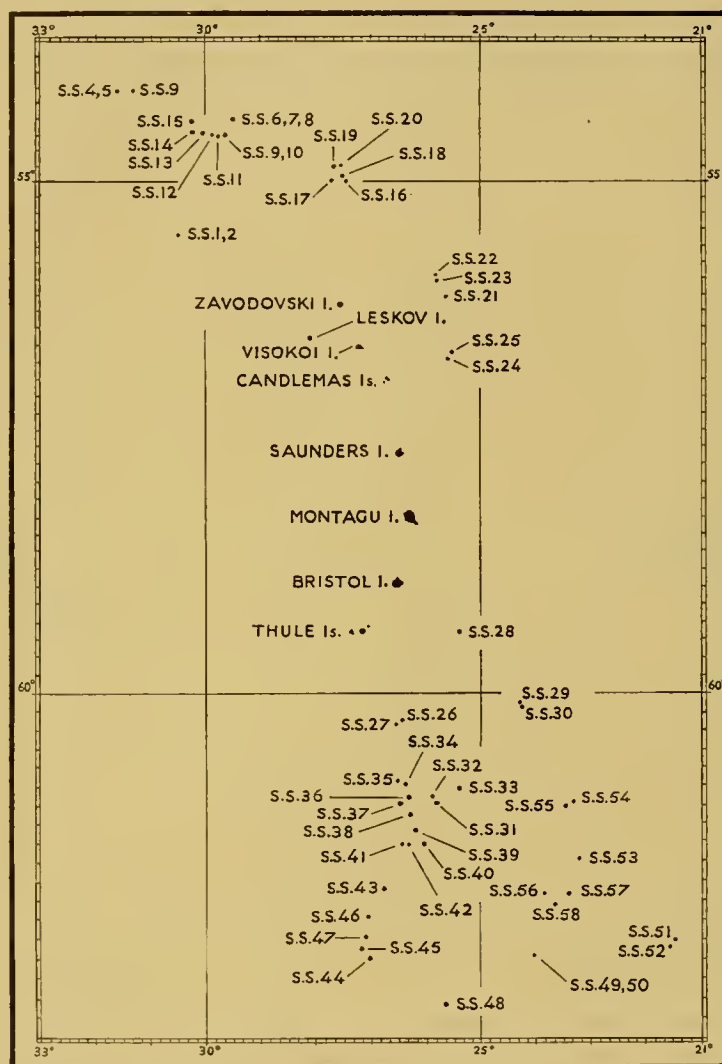 33° 30° 25° 21°
S.S.4,5 S.S.9
S.S.15 S.S.6,7,8
S.S.19 S.S.20
S.S.14 S.S.9,10 S.S.18
S.S.13
S.S.12 S.S.11 S.S.17 S.S.16
55° 55°
S.S.1,2
S.S.22
S.S.23
S.S.21
ZAVODOVSKI I.
LESKOV I.
VISOKOI I. S.S.25
S.S.24
CANDLEMAS Is.
SAUNDERS I.
MONTAGU I.
BRISTOL I.
THULE Is. S.S.28
60° 60°
S.S.29
S.S.30
S.S.27 S.S.26
S.S.34
S.S.32
S.S.35 S.S.33
S.S.36 S.S.54
S.S.37 S.S.55
S.S.38 S.S.31
S.S.41 S.S.39
S.S.40 S.S.53
S.S.43 S.S.42 S.S.56 S.S.57
S.S.46 S.S.58
S.S.47 S.S.45 S.S.51
S.S.52
S.S.44 S.S.49,50
S.S.48
33° 30° 25° 21°